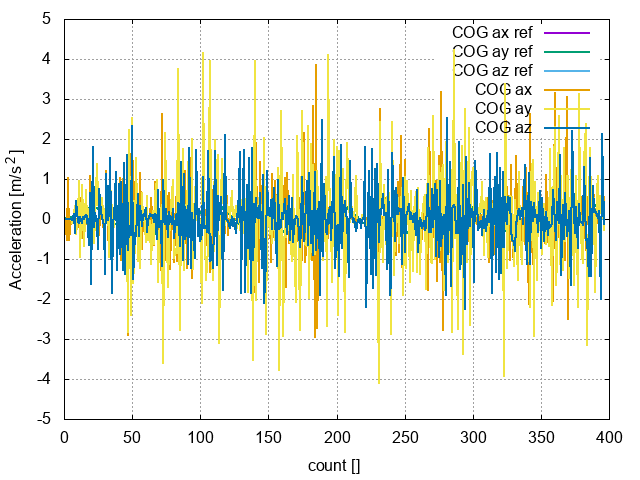 5
4
3
2
1
0
-1
-2
-3
-4
-5
Acceleration [m/s²]
COG ax ref
COG ay ref
COG az ref
COG ax
COG ay
COG az
0 50 100 150 200 250 300 350 400
count []